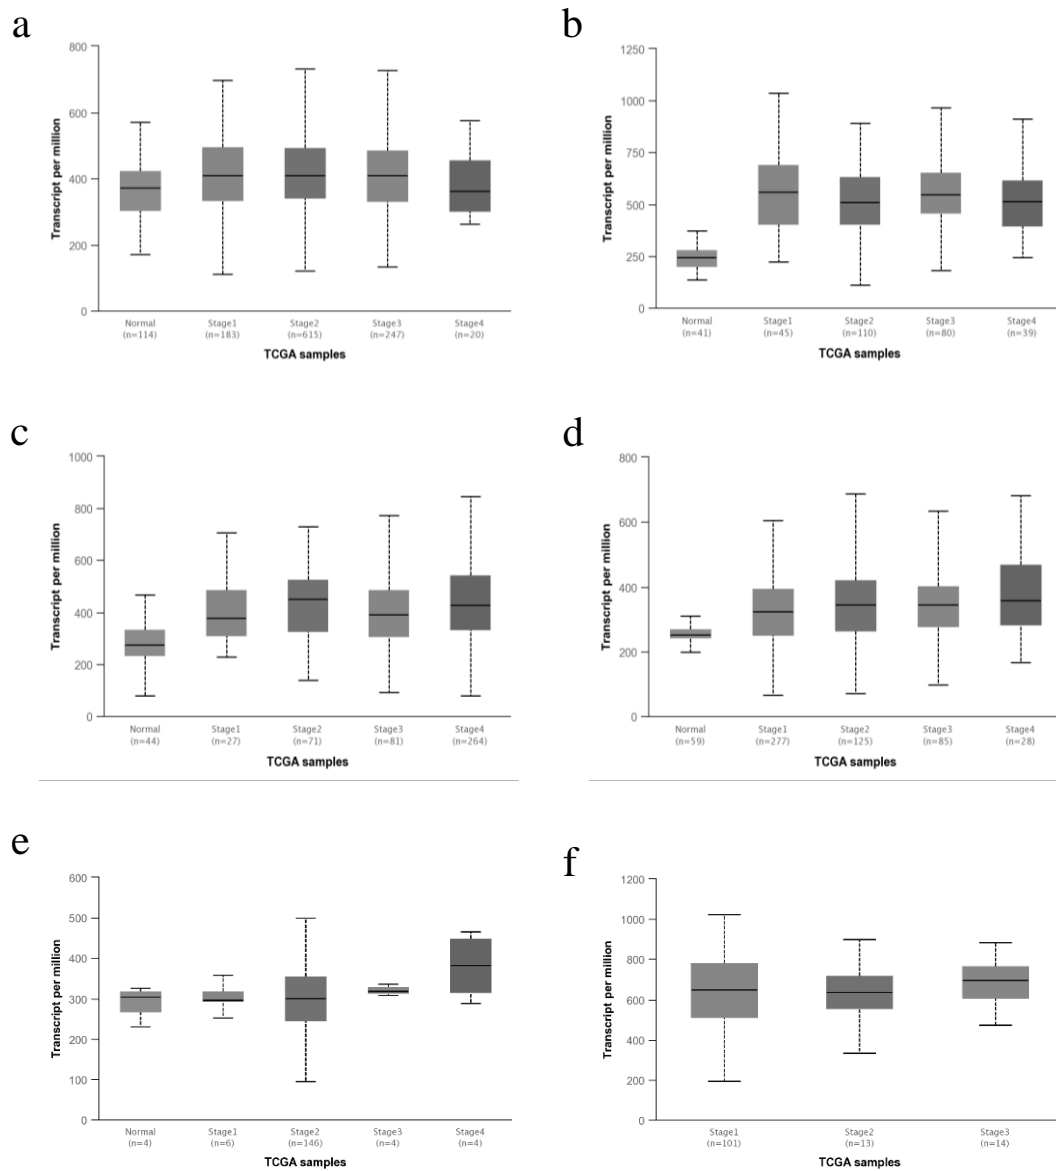 a
800
600
400
200
0
Transcript per million
Normal Stage1 Stage2 Stage3 Stage4
(n=114) (n=183) (n=615) (n=247) (n=20)
TCGA samples
b
1250
1000
750
500
250
0
Transcript per million
Normal Stage1 Stage2 Stage3 Stage4
(n=41) (n=45) (n=110) (n=80) (n=39)
TCGA samples
c
1000
800
600
400
200
0
Transcript per million
Normal Stage1 Stage2 Stage3 Stage4
(n=44) (n=27) (n=71) (n=81) (n=264)
TCGA samples
d
800
600
400
200
0
Transcript per million
Normal Stage1 Stage2 Stage3 Stage4
(n=59) (n=277) (n=125) (n=85) (n=28)
TCGA samples
e
600
500
400
300
200
100
0
Transcript per million
Normal Stage1 Stage2 Stage3 Stage4
(n=4) (n=6) (n=146) (n=4) (n=4)
TCGA samples
f
1200
1000
800
600
400
200
0
Transcript per million
Stage1 Stage2 Stage3
(n=101) (n=13) (n=14)
TCGA samples